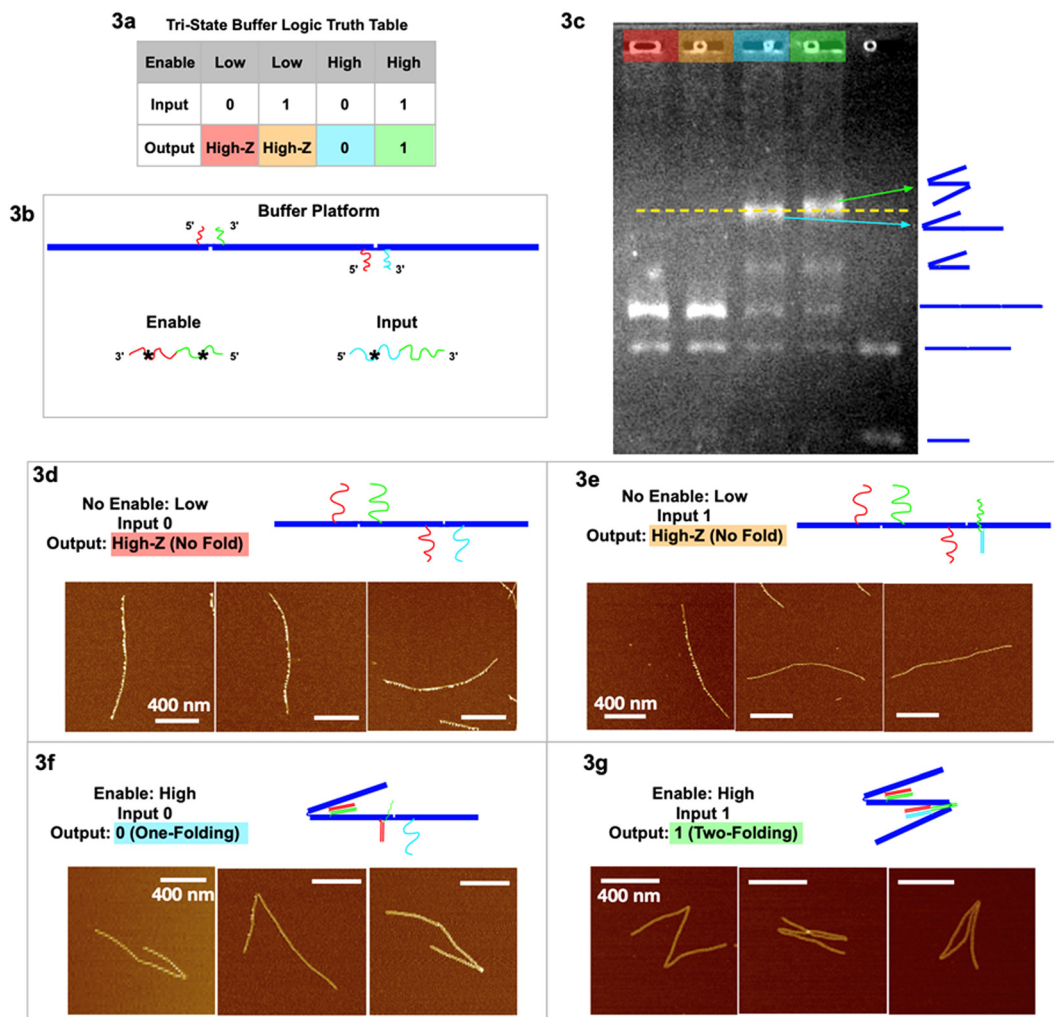 3a
Tri-State Buffer Logic Truth Table
Enable Low Low High High
Input 0 1 0 1
Output High-Z High-Z 0 1
3b
Buffer Platform
5' 3'
5' 3'
Enable
3' * * 5'
Input
5' * 3'
3c
3d
No Enable: Low
Input 0
Output: High-Z (No Fold)
400 nm
3e
No Enable: Low
Input 1
Output: High-Z (No Fold)
400 nm
3f
Enable: High
Input 0
Output: 0 (One-Folding)
400 nm
3g
Enable: High
Input 1
Output: 1 (Two-Folding)
400 nm